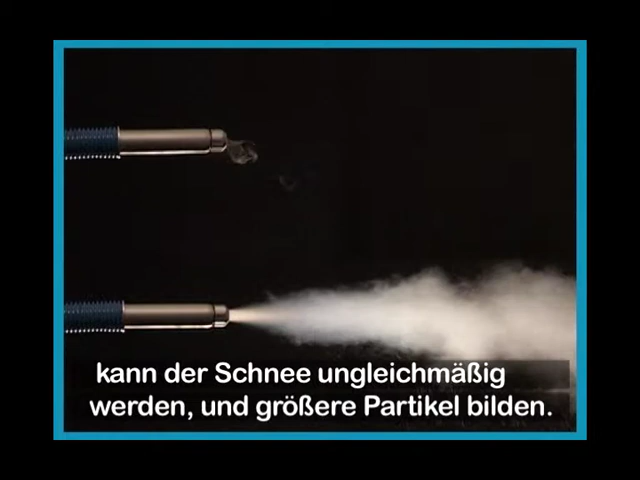 kann der Schnee ungleichmäßig
werden, und größere Partikel bilden.